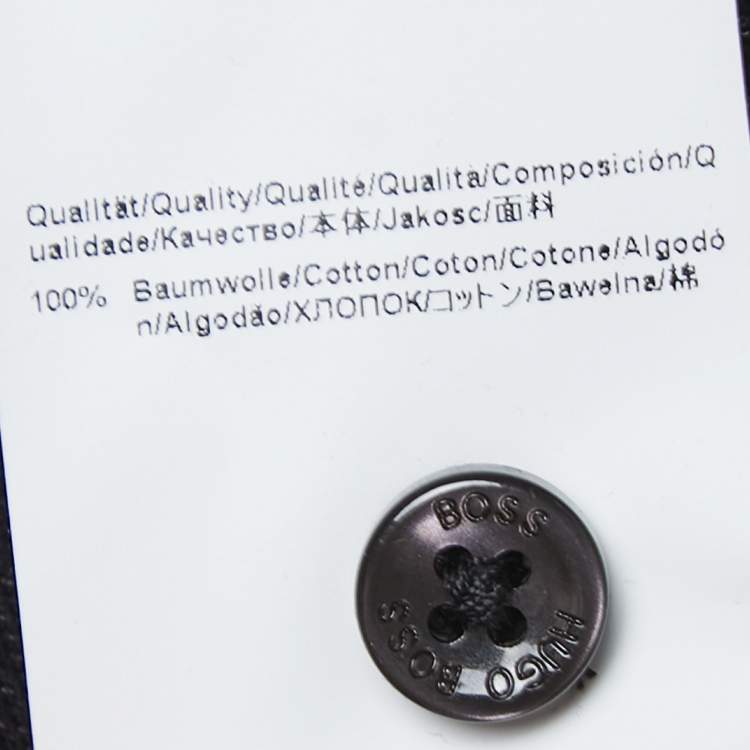 Qualität/Quality/Qualité/Qualità/Composición/Q
ualidade/Качество/本体/Jakosc/面料
100% Baumwolle/Cotton/Coton/Cotone/Algodó
n/Algodão/ХЛОПОК/コットン/Bawelna/棉
BOSS
HUGO BOSS